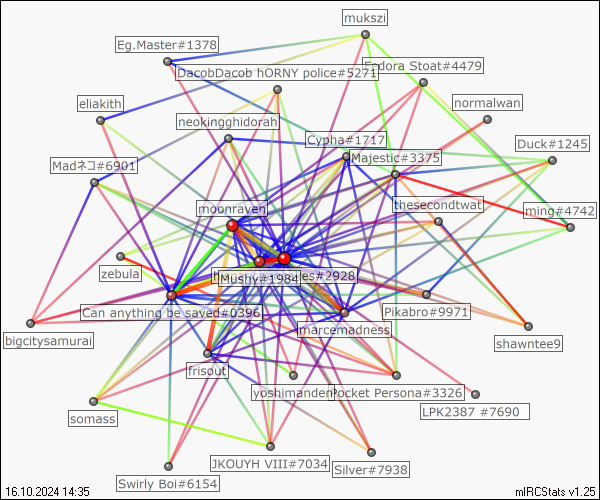 mukszi
Eg.Master#1378
Fedora Stoat#4479
DacobDacob hORNY police#5271
eliakith
normalwan
neokingghidorah
Cypha#1717
Duck#1245
Majestic#3375
Madネコ#6901
moonraven
thesecondtwat
ming#4742
zebula
les#2928
Mushy#1984
Can anything be saved#0396
Pikabro#9971
marcemadness
bigcitysamurai
shawntee9
frisout
yoshimanden
Pocket Persona#3326
LPK2387 #7690
somass
JKOUYH VIII#7034
Silver#7938
Swirly Boi#6154
16.10.2024 14:35
mIRCStats v1.25